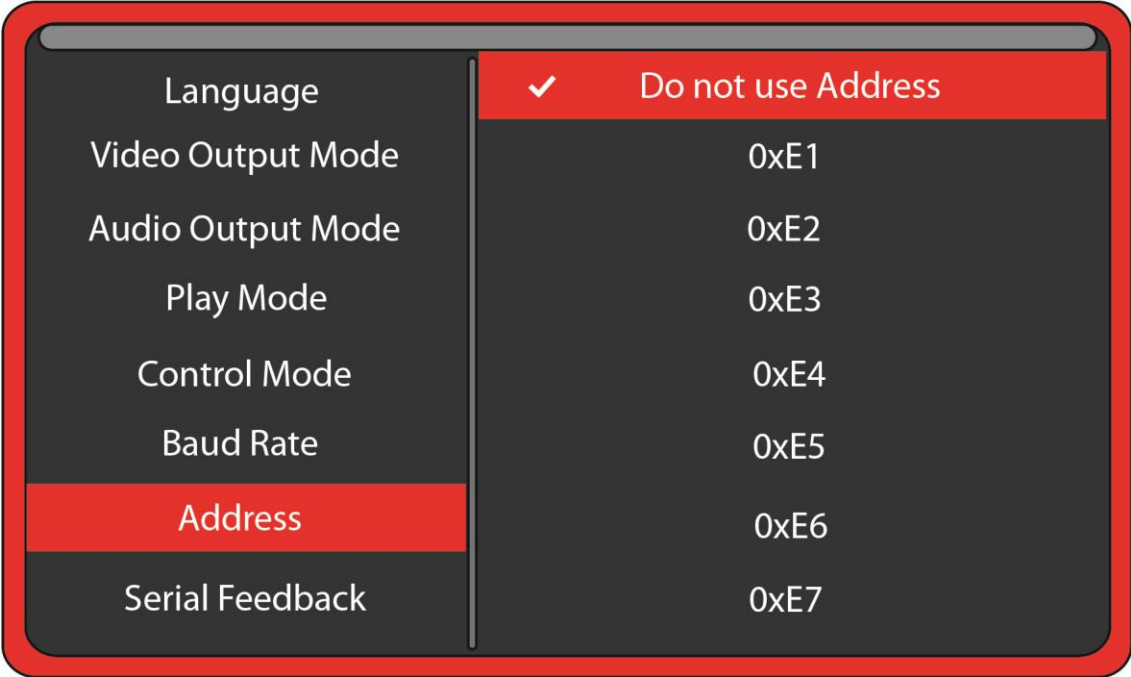 Language
Video Output Mode
Audio Output Mode
Play Mode
Control Mode
Baud Rate
Address
Serial Feedback
Do not use Address
0xE1
0xE2
0xE3
0xE4
0xE5
0xE6
0xE7